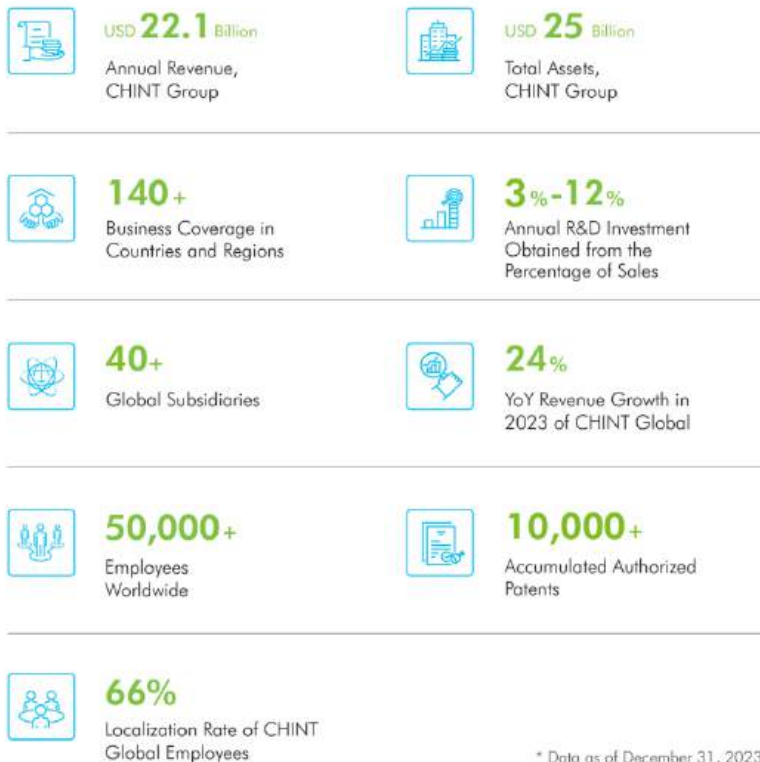 USD 22.1 Billion
Annual Revenue,
CHINT Group
USD 25 Billion
Total Assets,
CHINT Group
140+
Business Coverage in
Countries and Regions
3%-12%
Annual R&D Investment
Obtained from the
Percentage of Sales
40+
Global Subsidiaries
24%
YoY Revenue Growth in
2023 of CHINT Global
50,000+
Employees
Worldwide
10,000+
Accumulated Authorized
Patents
66%
Localization Rate of CHINT
Global Employees
* Data as of December 31, 2023